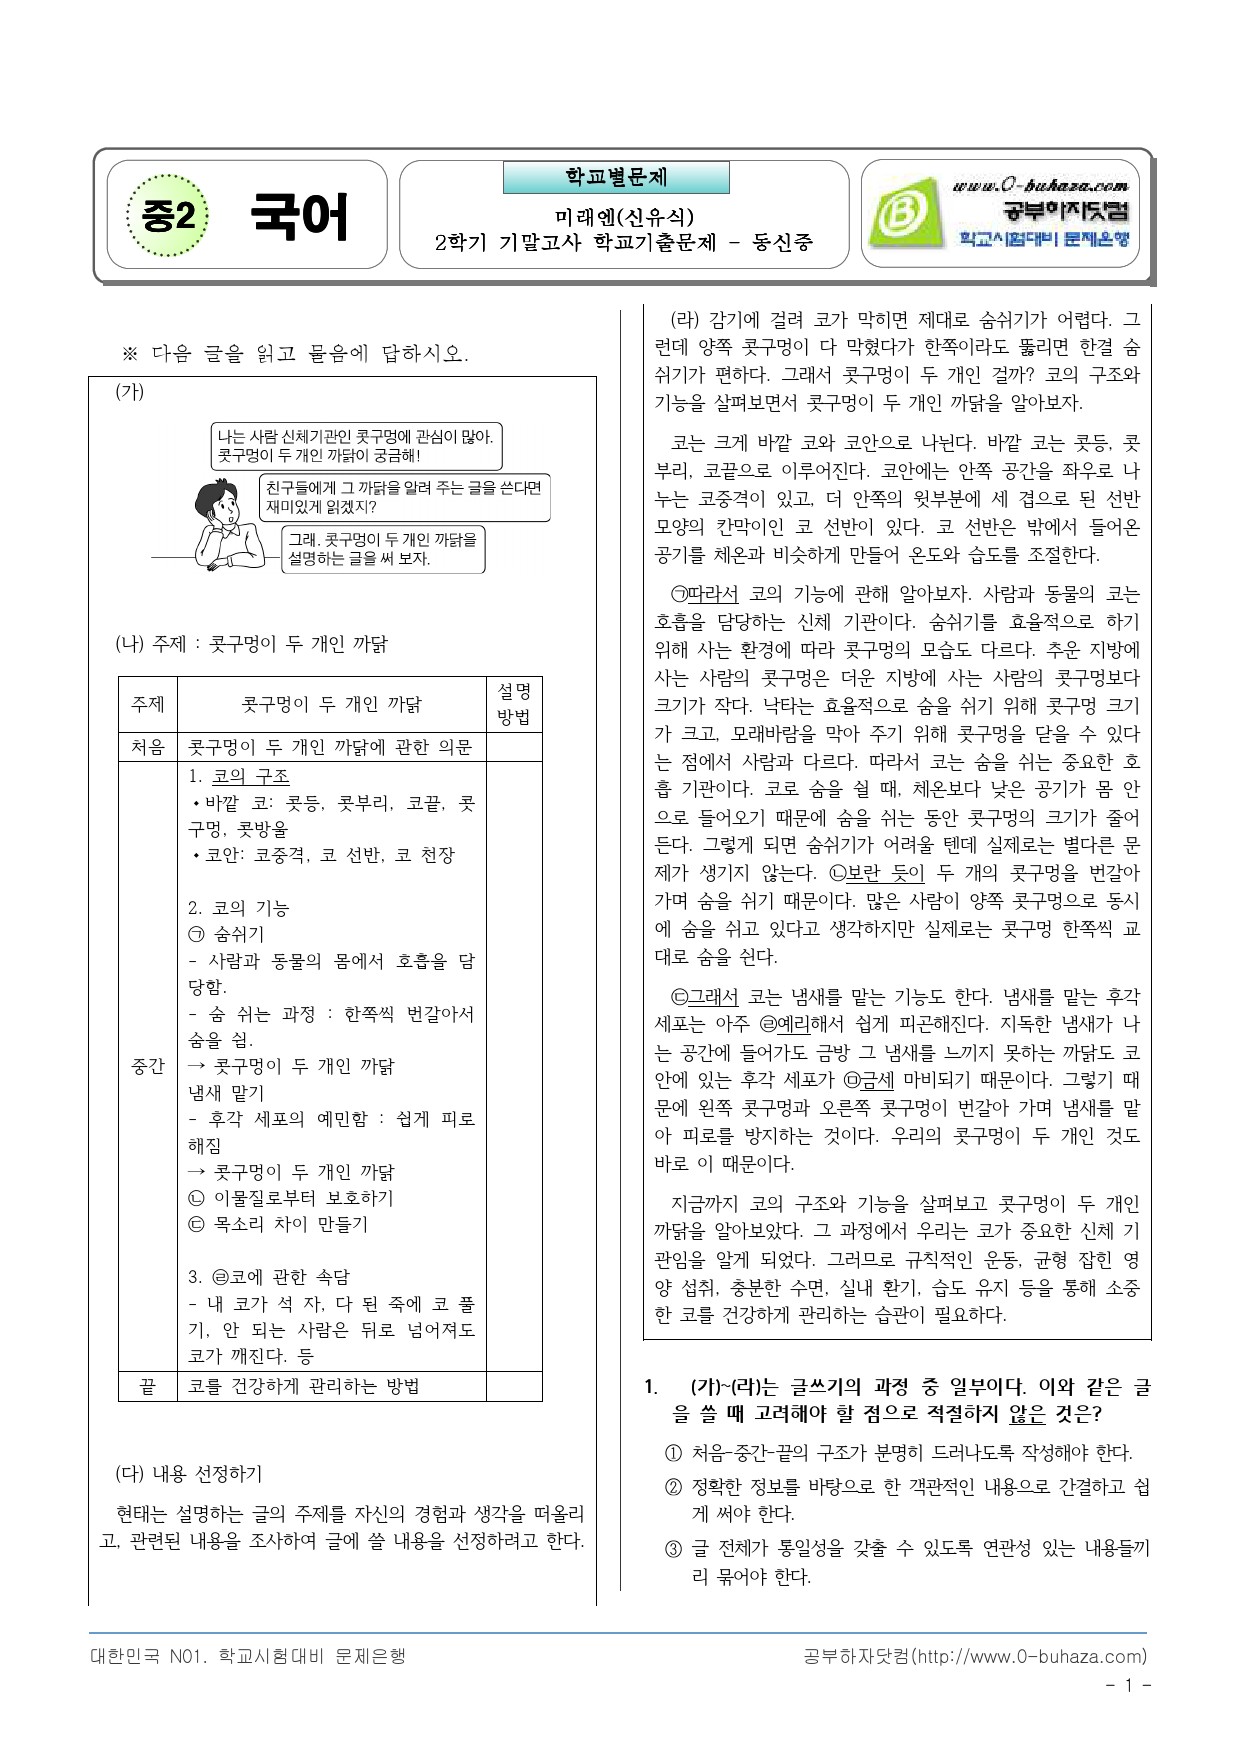 중2
국어
학교별문제
미래엔(신유식)
2학기 기말고사 학교기출문제 - 동신중
www.O-buhaza.com
공부하자닷컴
학교시험대비 문제은행
※ 다음 글을 읽고 물음에 답하시오.
(가)
나는 사람 신체기관인 콧구멍에 관심이 많아.
콧구멍이 두 개인 까닭이 궁금해!
친구들에게 그 까닭을 알려 주는 글을 쓴다면
재미있게 읽겠지?
그래. 콧구멍이 두 개인 까닭을
설명하는 글을 써 보자.
(나) 주제 : 콧구멍이 두 개인 까닭
주제
콧구멍이 두 개인 까닭
설명
방법
처음
콧구멍이 두 개인 까닭에 관한 의문
중간
1. 코의 구조
•바깥 코: 콧등, 콧부리, 코끝, 콧
구멍, 콧방울
•코안: 코중격, 코 선반, 코 천장
2. 코의 기능
㉠ 숨쉬기
- 사람과 동물의 몸에서 호흡을 담
당함.
- 숨 쉬는 과정 : 한쪽씩 번갈아서
숨을 쉼.
→ 콧구멍이 두 개인 까닭
냄새 맡기
- 후각 세포의 예민함 : 쉽게 피로
해짐
→ 콧구멍이 두 개인 까닭
㉡ 이물질로부터 보호하기
㉢ 목소리 차이 만들기
3. ㉣코에 관한 속담
- 내 코가 석 자, 다 된 죽에 코 풀
기, 안 되는 사람은 뒤로 넘어져도
코가 깨진다. 등
끝
코를 건강하게 관리하는 방법
(다) 내용 선정하기
현태는 설명하는 글의 주제를 자신의 경험과 생각을 떠올리
고, 관련된 내용을 조사하여 글에 쓸 내용을 선정하려고 한다.
(라) 감기에 걸려 코가 막히면 제대로 숨쉬기가 어렵다. 그
런데 양쪽 콧구멍이 다 막혔다가 한쪽이라도 뚫리면 한결 숨
쉬기가 편하다. 그래서 콧구멍이 두 개인 걸까? 코의 구조와
기능을 살펴보면서 콧구멍이 두 개인 까닭을 알아보자.
코는 크게 바깥 코와 코안으로 나뉜다. 바깥 코는 콧등, 콧
부리, 코끝으로 이루어진다. 코안에는 안쪽 공간을 좌우로 나
누는 코중격이 있고, 더 안쪽의 윗부분에 세 겹으로 된 선반
모양의 칸막이인 코 선반이 있다. 코 선반은 밖에서 들어온
공기를 체온과 비슷하게 만들어 온도와 습도를 조절한다.
㉠따라서 코의 기능에 관해 알아보자. 사람과 동물의 코는
호흡을 담당하는 신체 기관이다. 숨쉬기를 효율적으로 하기
위해 사는 환경에 따라 콧구멍의 모습도 다르다. 추운 지방에
사는 사람의 콧구멍은 더운 지방에 사는 사람의 콧구멍보다
크기가 작다. 낙타는 효율적으로 숨을 쉬기 위해 콧구멍 크기
가 크고, 모래바람을 막아 주기 위해 콧구멍을 닫을 수 있다
는 점에서 사람과 다르다. 따라서 코는 숨을 쉬는 중요한 호
흡 기관이다. 코로 숨을 쉴 때, 체온보다 낮은 공기가 몸 안
으로 들어오기 때문에 숨을 쉬는 동안 콧구멍의 크기가 줄어
든다. 그렇게 되면 숨쉬기가 어려울 텐데 실제로는 별다른 문
제가 생기지 않는다. ㉡보란 듯이 두 개의 콧구멍을 번갈아
가며 숨을 쉬기 때문이다. 많은 사람이 양쪽 콧구멍으로 동시
에 숨을 쉬고 있다고 생각하지만 실제로는 콧구멍 한쪽씩 교
대로 숨을 쉰다.
㉢그래서 코는 냄새를 맡는 기능도 한다. 냄새를 맡는 후각
세포는 아주 ㉣예리해서 쉽게 피곤해진다. 지독한 냄새가 나
는 공간에 들어가도 금방 그 냄새를 느끼지 못하는 까닭도 코
안에 있는 후각 세포가 ㉤금세 마비되기 때문이다. 그렇기 때
문에 왼쪽 콧구멍과 오른쪽 콧구멍이 번갈아 가며 냄새를 맡
아 피로를 방지하는 것이다. 우리의 콧구멍이 두 개인 것도
바로 이 때문이다.
지금까지 코의 구조와 기능을 살펴보고 콧구멍이 두 개인
까닭을 알아보았다. 그 과정에서 우리는 코가 중요한 신체 기
관임을 알게 되었다. 그러므로 규칙적인 운동, 균형 잡힌 영
양 섭취, 충분한 수면, 실내 환기, 습도 유지 등을 통해 소중
한 코를 건강하게 관리하는 습관이 필요하다.
1. (가)~(라)는 글쓰기의 과정 중 일부이다. 이와 같은 글
을 쓸 때 고려해야 할 점으로 적절하지 않은 것은?
① 처음-중간-끝의 구조가 분명히 드러나도록 작성해야 한다.
② 정확한 정보를 바탕으로 한 객관적인 내용으로 간결하고 쉽
게 써야 한다.
③ 글 전체가 통일성을 갖출 수 있도록 연관성 있는 내용들끼
리 묶어야 한다.
대한민국 N01. 학교시험대비 문제은행
공부하자닷컴(http://www.0-buhaza.com)
- 1 -